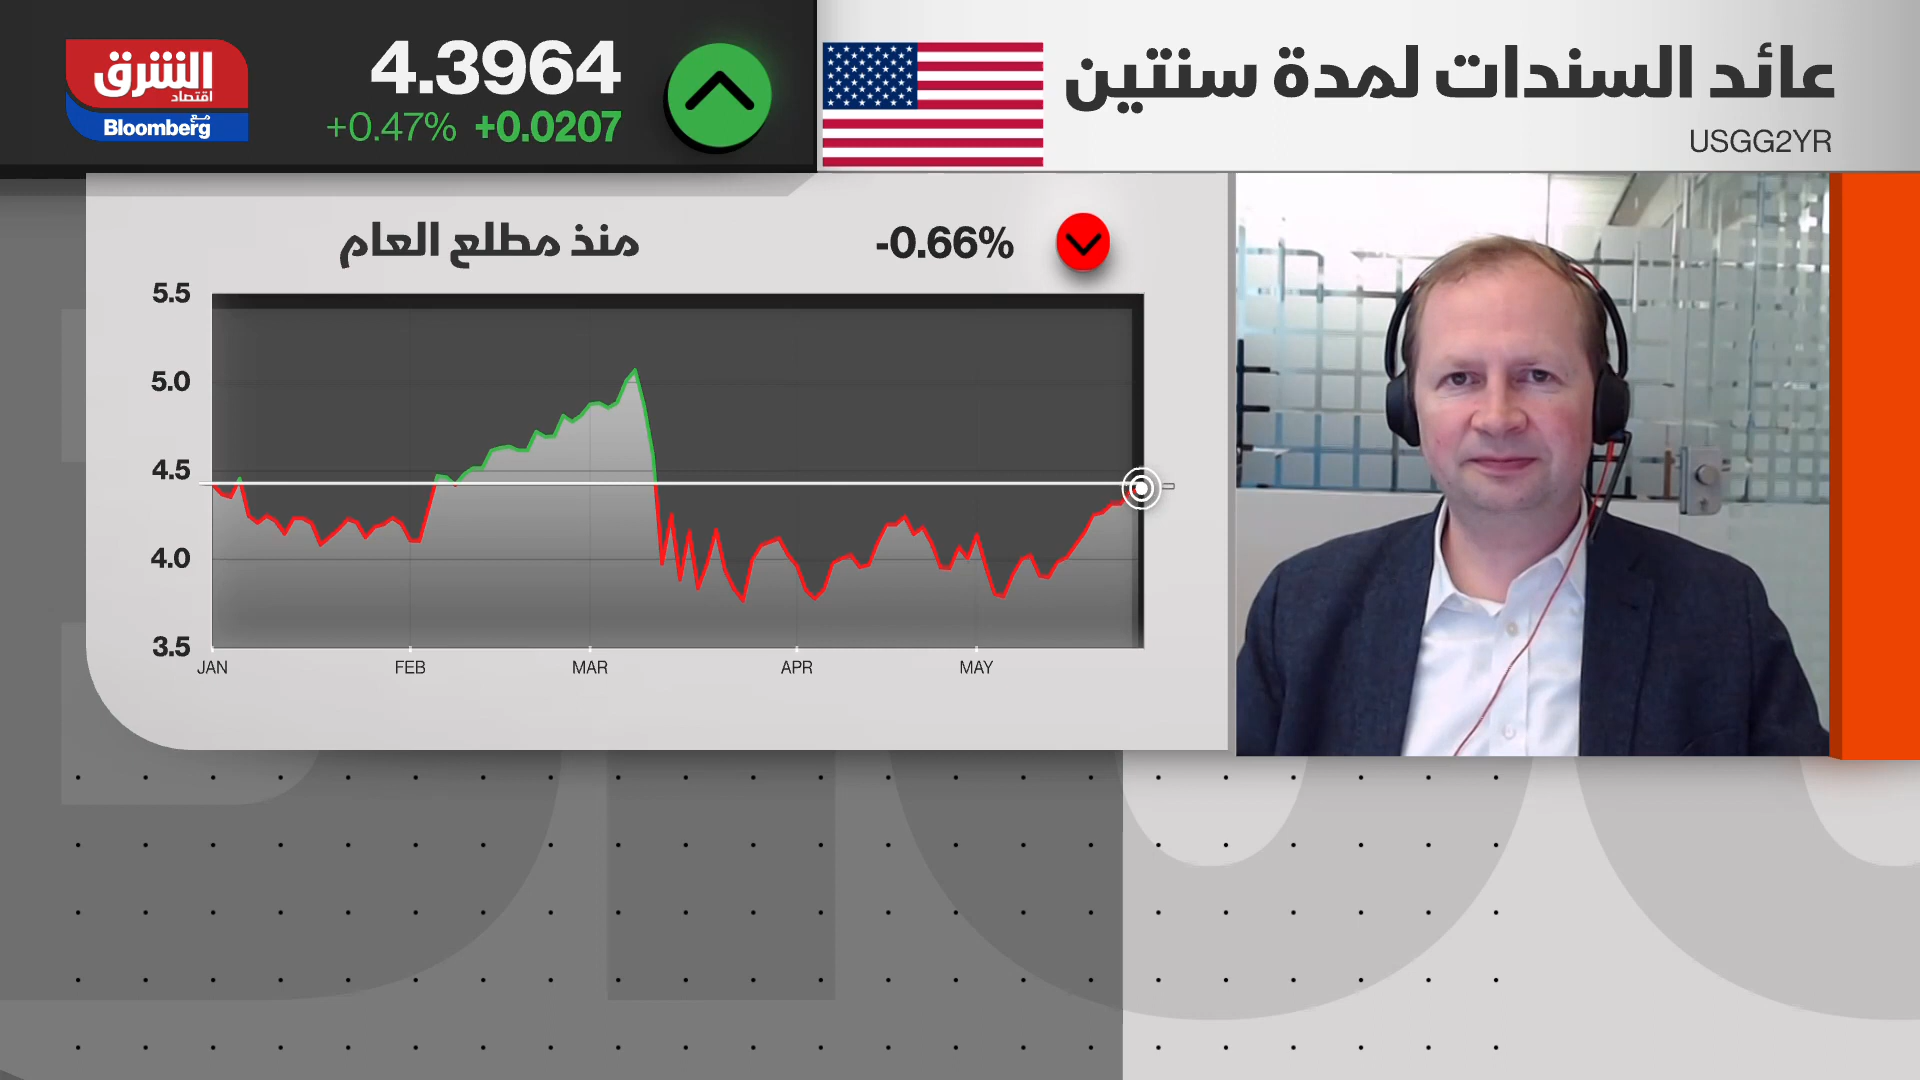 الشرق
اقتصاد
مع
Bloomberg
4.3964
+0.47% +0.0207
عائد السندات لمدة سنتين
USGG2YR
منذ مطلع العام
-0.66%
5.5
5.0
4.5
4.0
3.5
JAN FEB MAR APR MAY